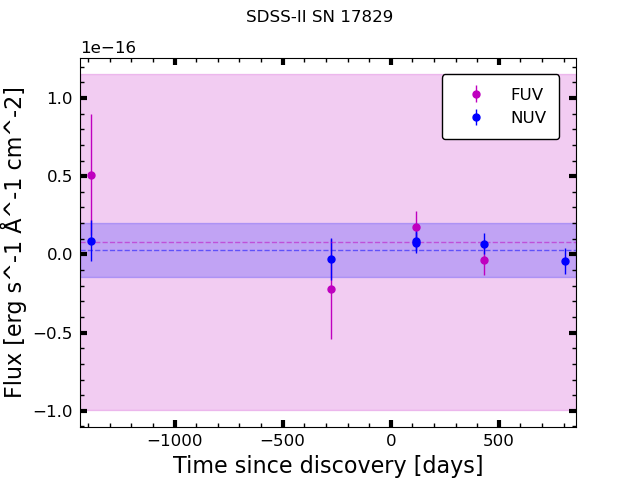 SDSS-II SN 17829
1e−16
FUV
NUV
1.0
0.5
0.0
−0.5
−1.0
Flux [erg s^-1 Å^-1 cm^-2]
−1000
−500
0
500
Time since discovery [days]